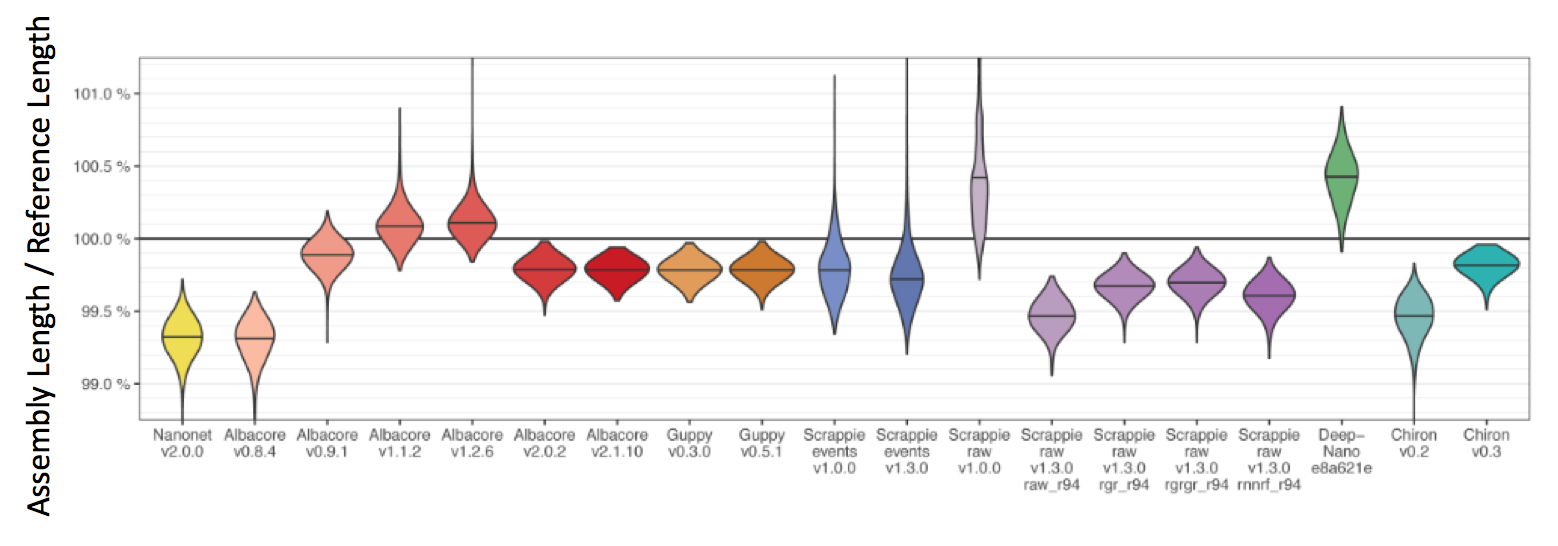 Assembly Length / Reference Length
101.0 %
100.5 %
100.0 %
99.5 %
99.0 %
Nanonet
v2.0.0
Albacore
v0.8.4
Albacore
v0.9.1
Albacore
v1.1.2
Albacore
v1.2.6
Albacore
v2.0.2
Albacore
v2.1.10
Guppy
v0.3.0
Guppy
v0.5.1
Scrappie
events
v1.0.0
Scrappie
events
v1.3.0
Scrappie
raw
v1.0.0
Scrappie
raw
v1.3.0
raw_r94
Scrappie
raw
v1.3.0
rgr_r94
Scrappie
raw
v1.3.0
rgrgr_r94
Scrappie
raw
v1.3.0
rnnrf_r94
Deep–
Nano
e8a621e
Chiron
v0.2
Chiron
v0.3